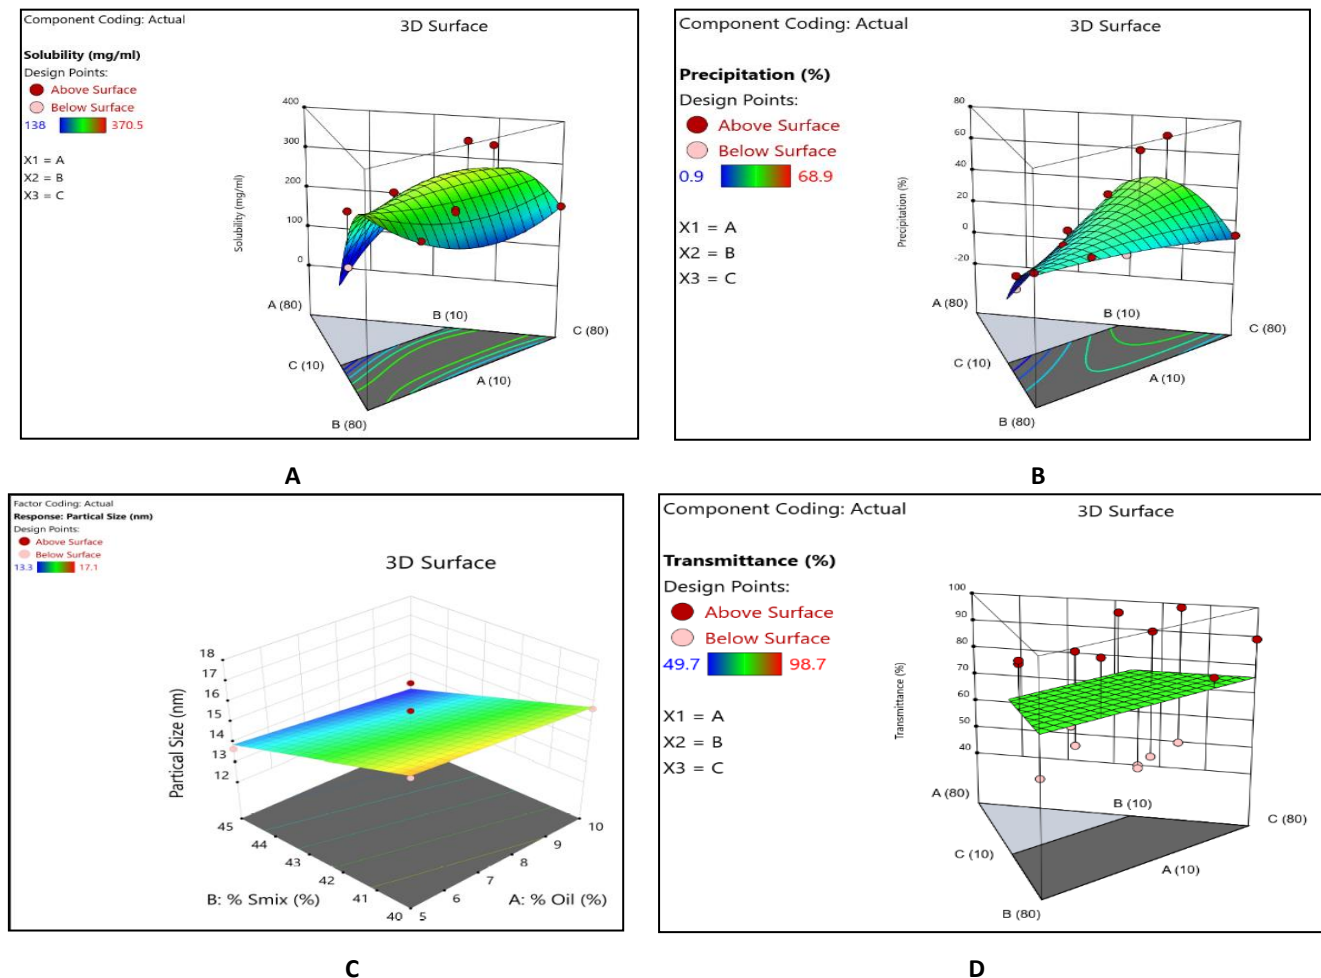 Component Coding: Actual
3D Surface
Solubility (mg/ml)
Design Points:
Above Surface
Below Surface
138 370.5
X1 = A
X2 = B
X3 = C
400
300
200
100
0
Solubility (mg/ml)
A (80)
B (10)
C (80)
C (10)
A (10)
B (80)
A
Component Coding: Actual
3D Surface
Precipitation (%)
Design Points:
Above Surface
Below Surface
0.9 68.9
X1 = A
X2 = B
X3 = C
80
60
40
20
0
-20
Precipitation (%)
A (80)
B (10)
C (80)
C (10)
A (10)
B (80)
B
Factor Coding: Actual
Response: Partical Size (nm)
Design Points:
Above Surface
Below Surface
13.3 17.1
3D Surface
18
17
16
15
14
13
12
Partical Size (nm)
45
44
43
42
41
40
5
6
7
8
9
10
B: % Smix (%)
A: % Oil (%)
C
Component Coding: Actual
3D Surface
Transmittance (%)
Design Points:
Above Surface
Below Surface
49.7 98.7
X1 = A
X2 = B
X3 = C
100
90
80
70
60
50
40
Transmittance (%)
A (80)
B (10)
C (80)
C (10)
A (10)
B (80)
D